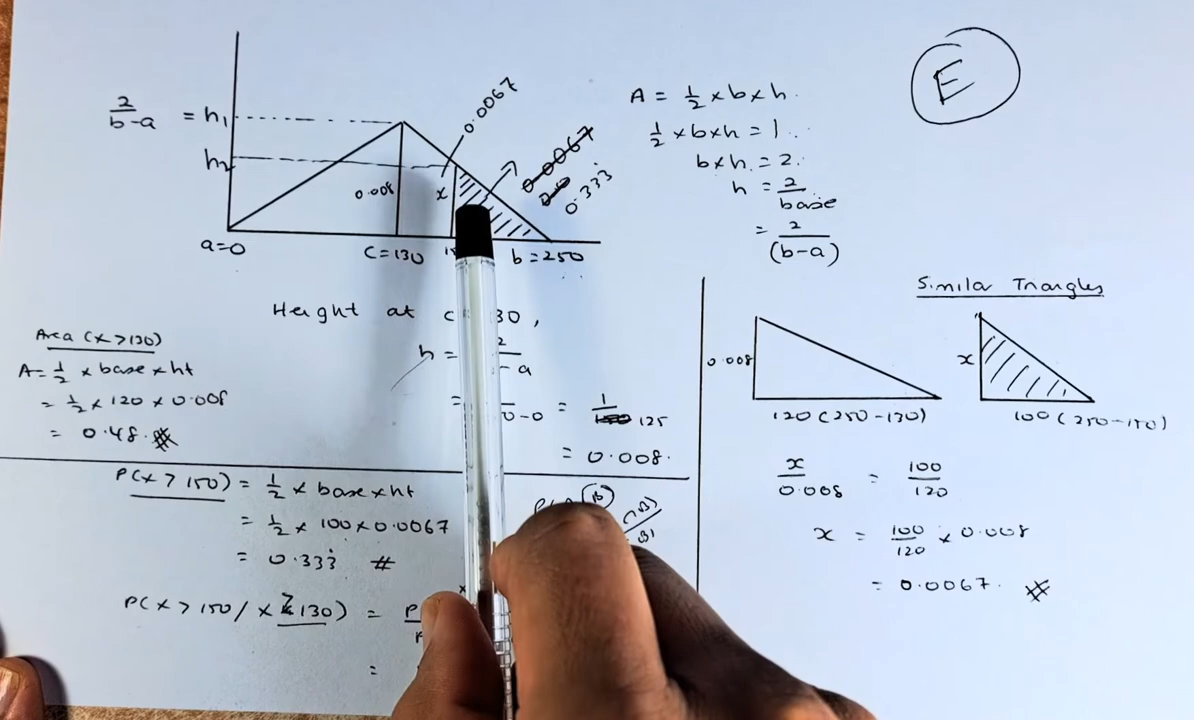 E
2/(b-a) = h₁
h₂
a=0
c=130
b=250
0.008
x
0.0067
0.333̇
A = ½ × b × h
½ × b × h = 1
b × h = 2
h = 2/base
= 2/(b-a)
Height at c
30,
h =
- a
0-0 = 1/125
= 0.008.
Area (x > 130)
A = ½ × base × ht
= ½ × 120 × 0.008
= 0.48 #
P(x > 150) = ½ × base × ht
= ½ × 100 × 0.0067
= 0.333̇ #
P(x > 150 / x > 130) =
=
Similar Triangles
0.008
120 (250-130)
x
100 (250-150)
x/0.008 = 100/120
x = 100/120 × 0.008
= 0.0067. #